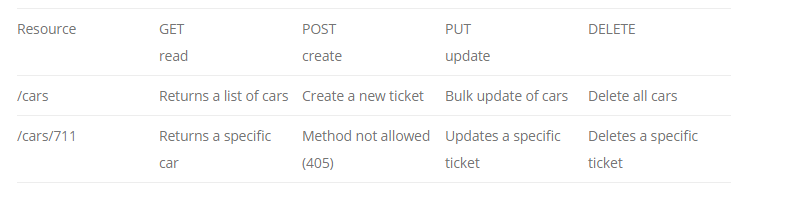 Resource GET POST PUT DELETE
read create update
/cars Returns a list of cars Create a new ticket Bulk update of cars Delete all cars
/cars/711 Returns a specific Method not allowed Updates a specific Deletes a specific
car (405) ticket ticket